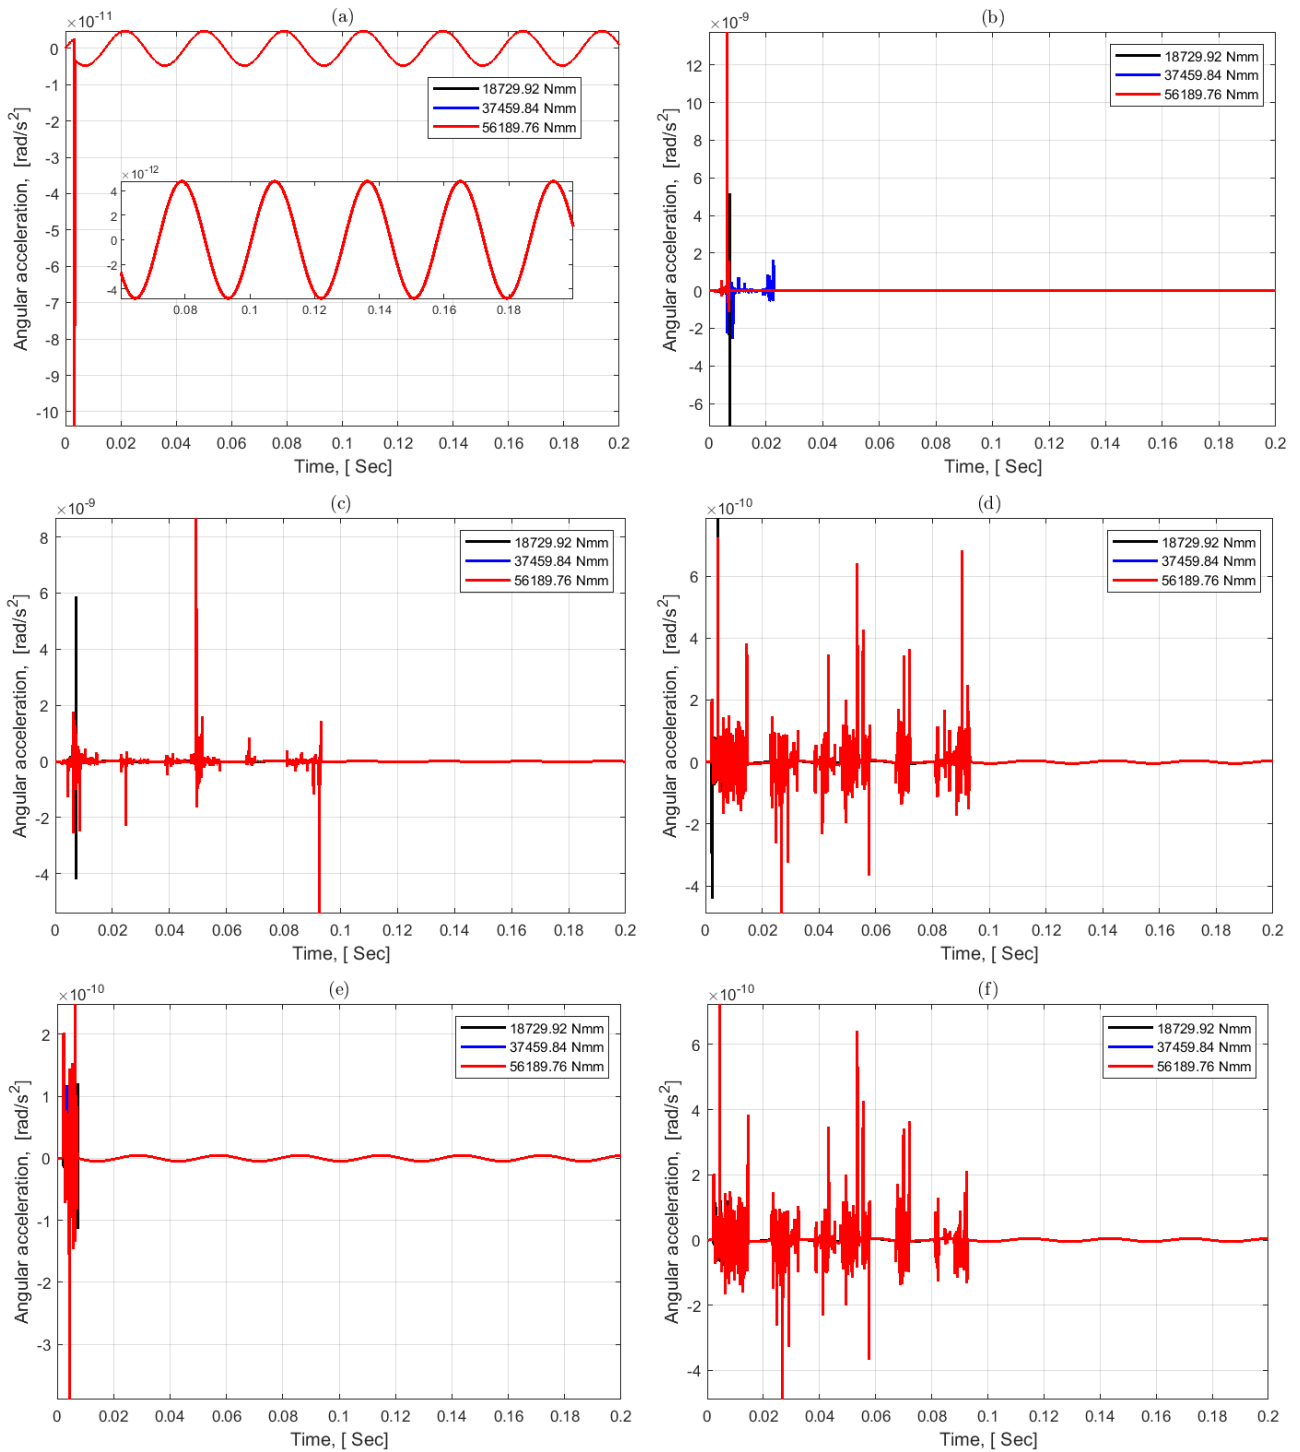 (a)
×10-11
0
-1
-2
-3
-4
-5
-6
-7
-8
-9
-10
Angular acceleration, [rad/s2]
18729.92 Nmm
37459.84 Nmm
56189.76 Nmm
×10-12
4
2
0
-2
-4
0.08 0.1 0.12 0.14 0.16 0.18
0 0.02 0.04 0.06 0.08 0.1 0.12 0.14 0.16 0.18 0.2
Time, [ Sec]
(b)
×10-9
12
10
8
6
4
2
0
-2
-4
-6
Angular acceleration, [rad/s2]
18729.92 Nmm
37459.84 Nmm
56189.76 Nmm
0 0.02 0.04 0.06 0.08 0.1 0.12 0.14 0.16 0.18 0.2
Time, [ Sec]
(c)
×10-9
8
6
4
2
0
-2
-4
Angular acceleration, [rad/s2]
18729.92 Nmm
37459.84 Nmm
56189.76 Nmm
0 0.02 0.04 0.06 0.08 0.1 0.12 0.14 0.16 0.18 0.2
Time, [ Sec]
(d)
×10-10
6
4
2
0
-2
-4
Angular acceleration, [rad/s2]
18729.92 Nmm
37459.84 Nmm
56189.76 Nmm
0 0.02 0.04 0.06 0.08 0.1 0.12 0.14 0.16 0.18 0.2
Time, [ Sec]
(e)
×10-10
2
1
0
-1
-2
-3
Angular acceleration, [rad/s2]
18729.92 Nmm
37459.84 Nmm
56189.76 Nmm
0 0.02 0.04 0.06 0.08 0.1 0.12 0.14 0.16 0.18 0.2
Time, [ Sec]
(f)
×10-10
6
4
2
0
-2
-4
Angular acceleration, [rad/s2]
18729.92 Nmm
37459.84 Nmm
56189.76 Nmm
0 0.02 0.04 0.06 0.08 0.1 0.12 0.14 0.16 0.18 0.2
Time, [ Sec]